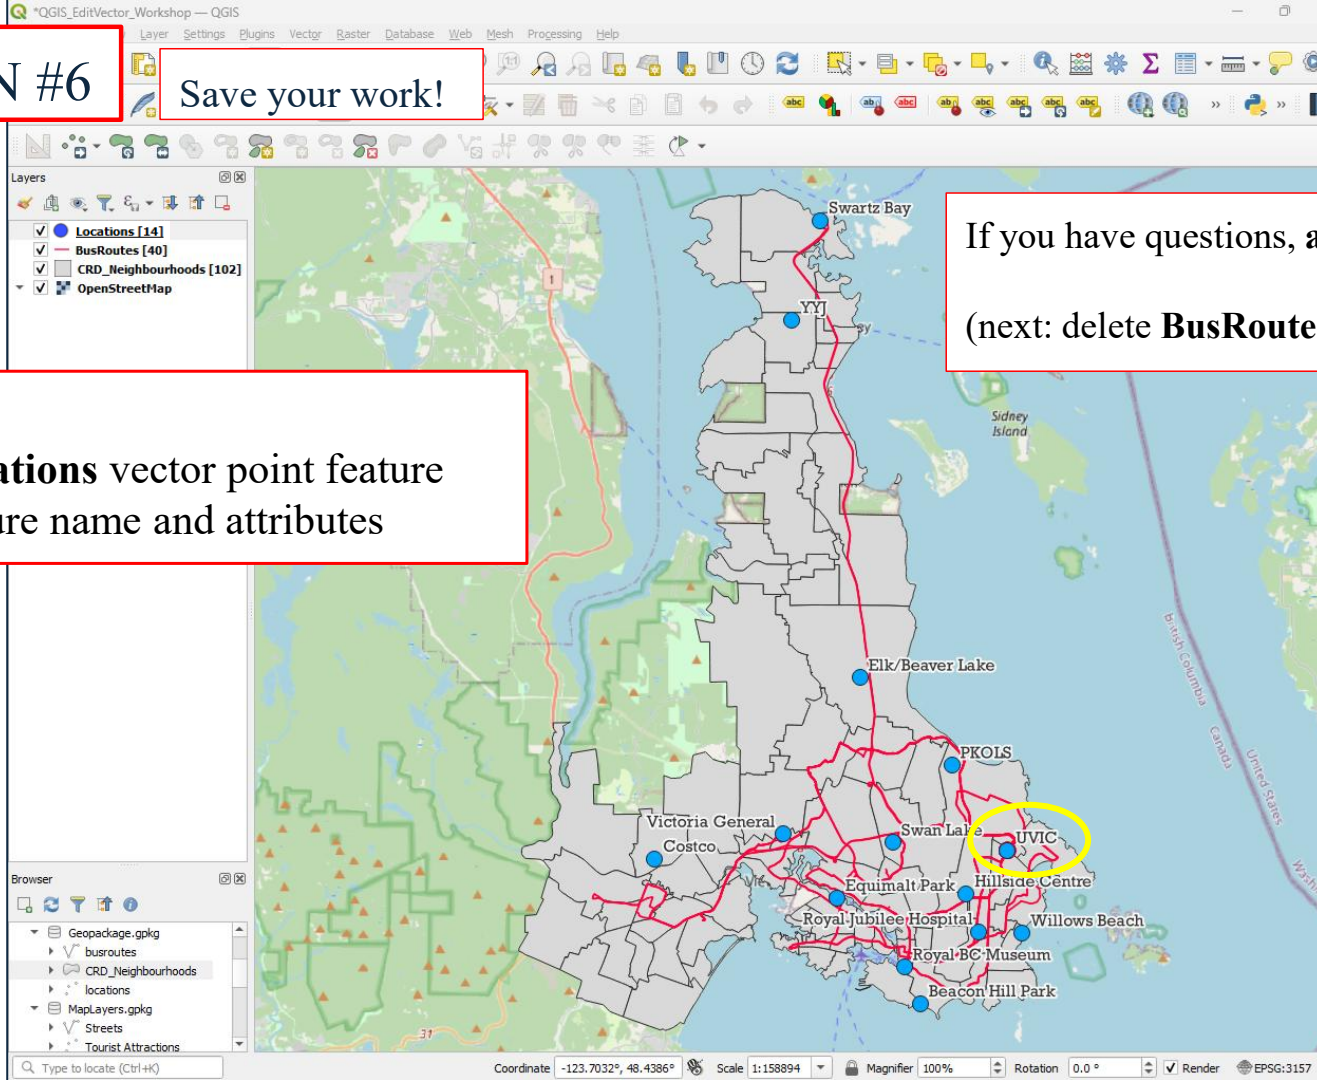 *QGIS_EditVector_Workshop — QGIS
Layer Settings Plugins Vector Raster Database Web Mesh Processing Help
N #6
Save your work!
Layers
Locations [14]
BusRoutes [40]
CRD_Neighbourhoods [102]
OpenStreetMap
If you have questions, a
(next: delete BusRoute
ations vector point feature
ure name and attributes
Swartz Bay
1
YYJ
Sidney
Island
Elk/Beaver Lake
PKOLS
British Columbia
Canada
United States
Victoria General
Costco
Swan Lake
UVIC
Equimalt Park
Hillside Centre
Royal Jubilee Hospital
Willows Beach
Royal BC Museum
Beacon Hill Park
31
Browser
Geopackage.gpkg
busroutes
CRD_Neighbourhoods
locations
MapLayers.gpkg
Streets
Tourist Attractions
Type to locate (Ctrl+K)
Coordinate -123.7032°, 48.4386° Scale 1:158894 Magnifier 100% Rotation 0.0 ° Render EPSG:3157